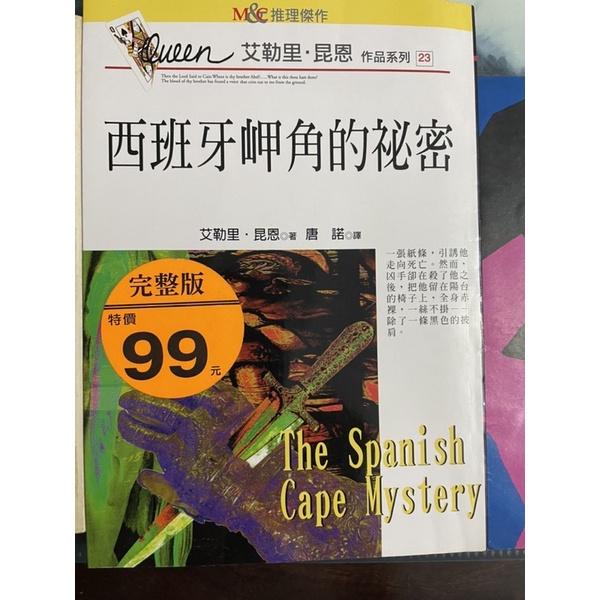 M&C推理傑作
Queen 艾勒里·昆恩 作品系列 23
Then the Lord Said to Cain:Where is thy brother Abel?......What is this thou hast done?
The blood of thy brother has found a voice that cries out to me from the ground.
西班牙岬角的祕密
艾勒里·昆恩◎著 唐 諾◎譯
一張紙條，引誘他
走向死亡。然而，
凶手卻在殺了他之
後，把他留在陽台
的椅子上，全身赤
裸，一絲不掛——
除了一條黑色的披
肩。
完整版
特價
99元
The Spanish
Cape Mystery